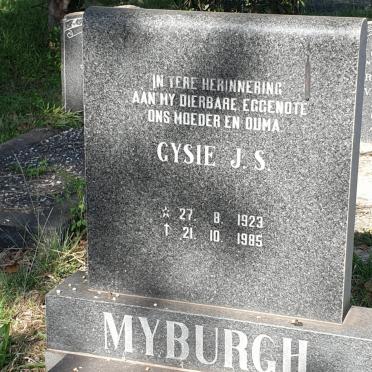 IN TERE HERINNERING
AAN MY DIERBARE EGGENOTE
ONS MOEDER EN OUMA
GYSIE J. S.
☆ 27. 8. 1923
† 21. 10. 1985
MYBURGH